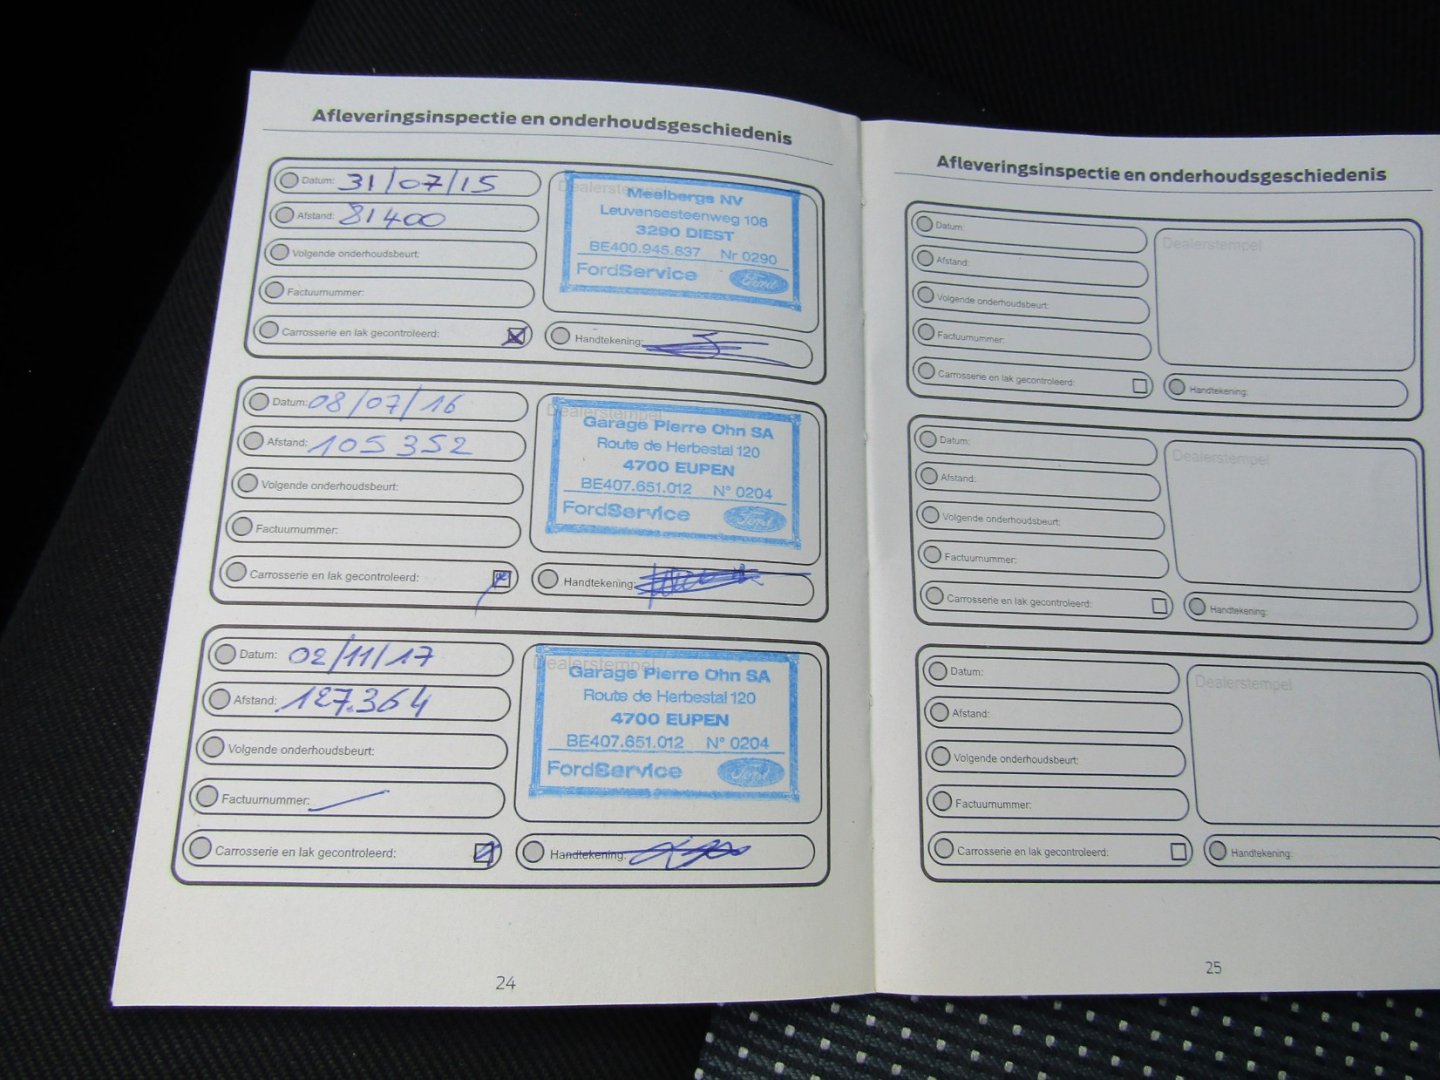 Afleveringsinspectie en onderhoudsgeschiedenis
Datum: 31/07/15
Afstand: 81400
Volgende onderhoudsbeurt:
Factuurnummer:
Carrosserie en lak gecontroleerd:
Dealerstempel
Meelbergs NV
Leuvensesteenweg 108
3290 DIEST
BE400.945.837 Nr 0290
FordService Ford
Handtekening:
Datum: 08/07/16
Afstand: 105352
Volgende onderhoudsbeurt:
Factuurnummer:
Carrosserie en lak gecontroleerd:
Dealerstempel
Garage Pierre Ohn SA
Route de Herbestal 120
4700 EUPEN
BE407.651.012 N° 0204
FordService Ford
Handtekening:
Datum: 02/11/17
Afstand: 127.364
Volgende onderhoudsbeurt:
Factuurnummer:
Carrosserie en lak gecontroleerd:
Dealerstempel
Garage Pierre Ohn SA
Route de Herbestal 120
4700 EUPEN
BE407.651.012 N° 0204
FordService Ford
Handtekening:
24
Afleveringsinspectie en onderhoudsgeschiedenis
Datum:
Afstand:
Volgende onderhoudsbeurt:
Factuurnummer:
Carrosserie en lak gecontroleerd:
Dealerstempel
Handtekening:
Datum:
Afstand:
Volgende onderhoudsbeurt:
Factuurnummer:
Carrosserie en lak gecontroleerd:
Dealerstempel
Handtekening:
Datum:
Afstand:
Volgende onderhoudsbeurt:
Factuurnummer:
Carrosserie en lak gecontroleerd:
Dealerstempel
Handtekening:
25